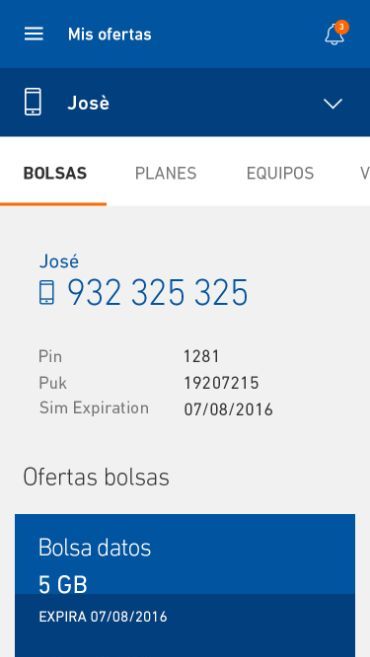 Mis ofertas
3
Josè
BOLSAS PLANES EQUIPOS V
José
932 325 325
Pin 1281
Puk 19207215
Sim Expiration 07/08/2016
Ofertas bolsas
Bolsa datos
5 GB
EXPIRA 07/08/2016